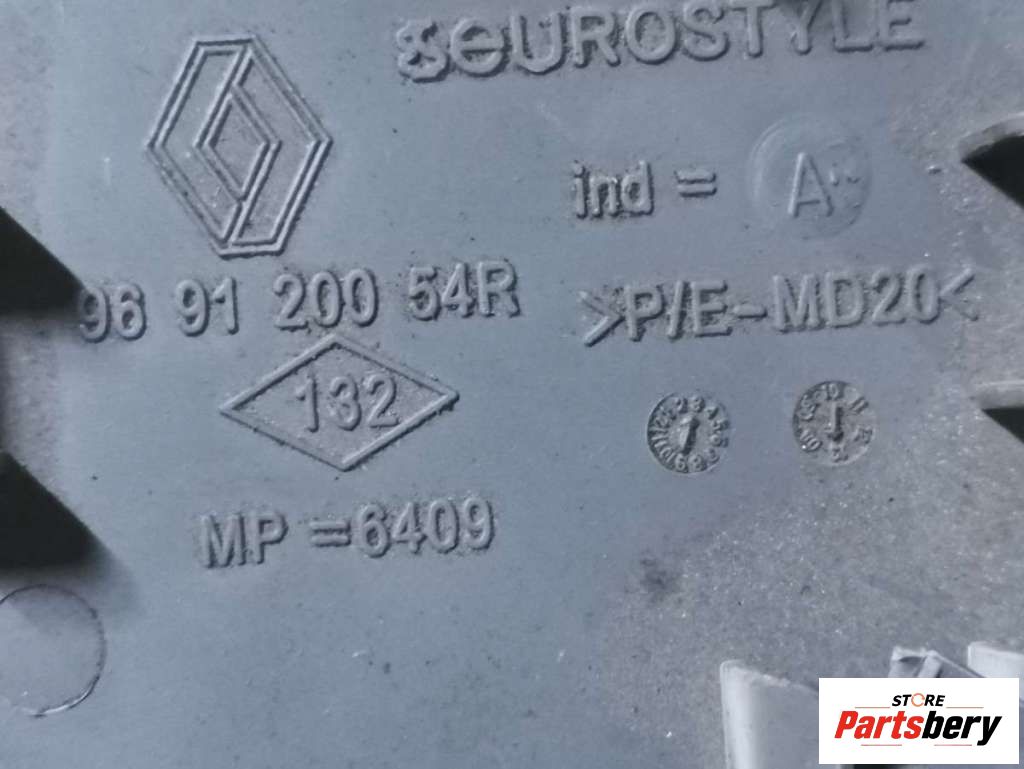 EUROSTYLE
ind = A
96 91 200 54R
>P/E-MD20<
132
MP =6409
STORE
Partsbery